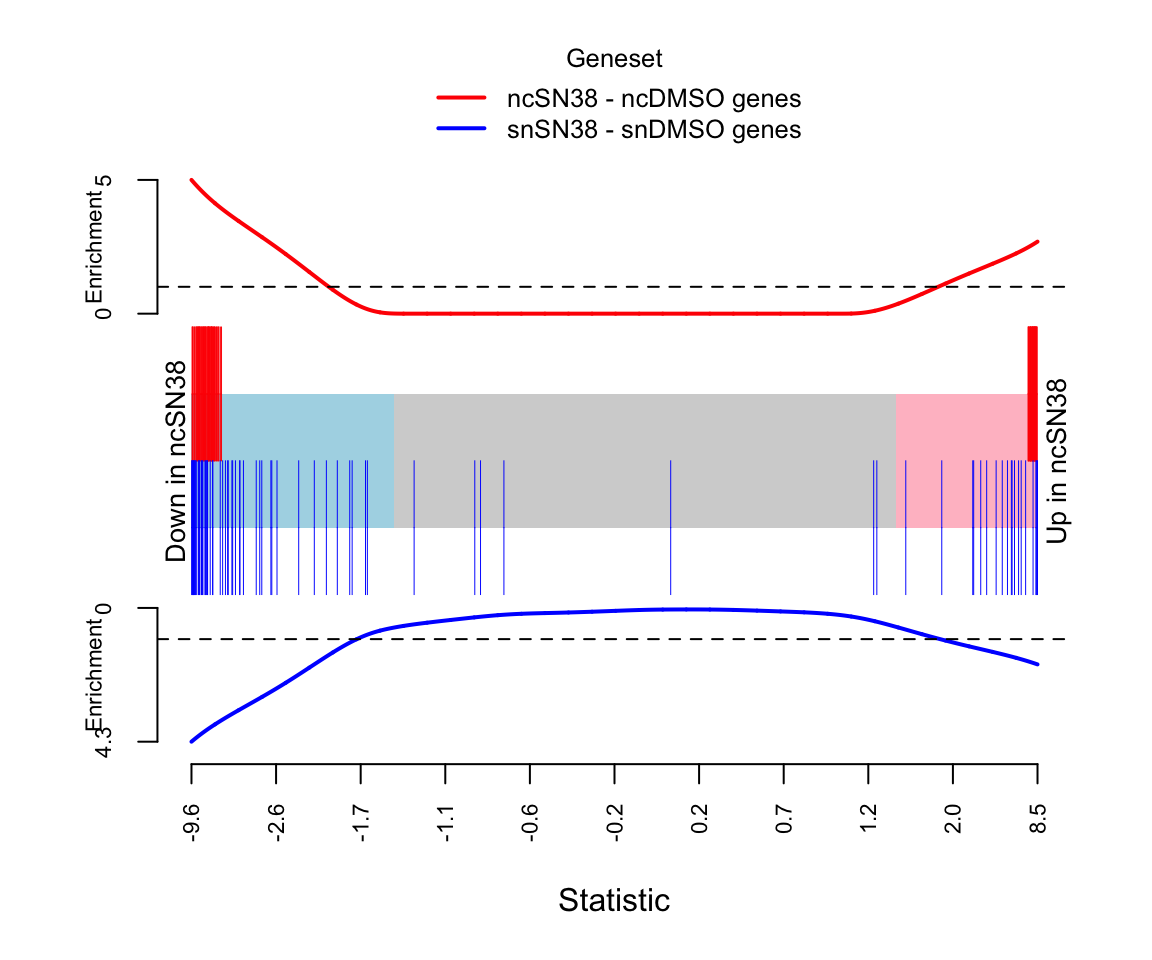 Geneset
ncSN38 - ncDMSO genes
snSN38 - snDMSO genes
Enrichment
5
0
Down in ncSN38
Up in ncSN38
Enrichment
0
4.3
-9.6
-2.6
-1.7
-1.1
-0.6
-0.2
0.2
0.7
1.2
2.0
8.5
Statistic